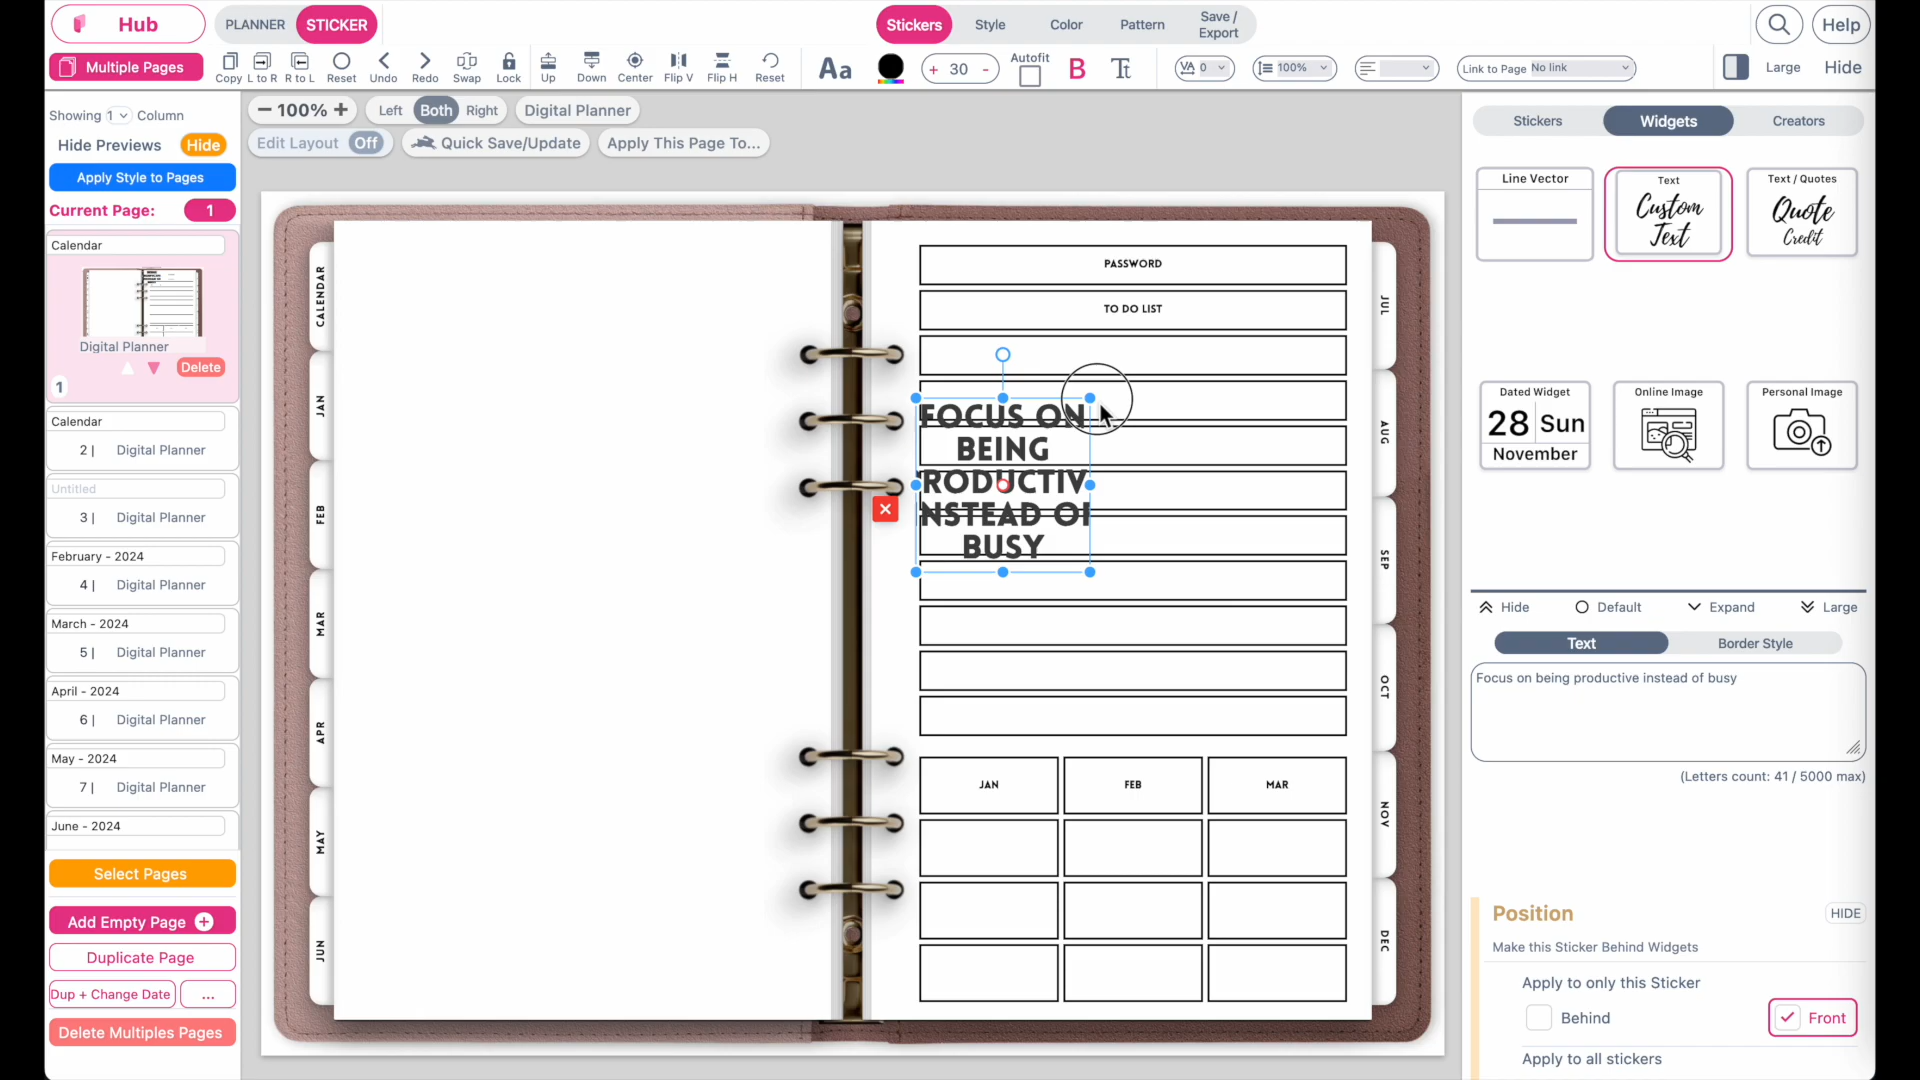 Hub
PLANNER
STICKER
Stickers
Style
Color
Pattern
Save /
Export
Help
Multiple Pages
Copy
L to R
R to L
Reset
Undo
Redo
Swap
Lock
Up
Down
Center
Flip V
Flip H
Reset
Aa
+ 30 -
Autofit
B
Tt
VA 0
100%
Link to Page No link
Large
Hide
Showing 1 Column
Hide Previews
Hide
Apply Style to Pages
Current Page:
1
Calendar
Digital Planner
Delete
1
Calendar
2 | Digital Planner
Untitled
3 | Digital Planner
February - 2024
4 | Digital Planner
March - 2024
5 | Digital Planner
April - 2024
6 | Digital Planner
May - 2024
7 | Digital Planner
June - 2024
Select Pages
Add Empty Page +
Duplicate Page
Dup + Change Date
...
Delete Multiples Pages
− 100% +
Left
Both
Right
Digital Planner
Edit Layout Off
Quick Save/Update
Apply This Page To...
CALENDAR
JAN
FEB
MAR
APR
MAY
JUN
PASSWORD
TO DO LIST
FOCUS ON
BEING
RODUCTIV
NSTEAD OF
BUSY
JAN
FEB
MAR
JUL
AUG
SEP
OCT
NOV
DEC
Stickers
Widgets
Creators
Line Vector
Text
Custom
Text
Text / Quotes
Quote
Credit
Dated Widget
28 Sun
November
Online Image
Personal Image
Hide
Default
Expand
Large
Text
Border Style
Focus on being productive instead of busy
(Letters count: 41 / 5000 max)
Position
HIDE
Make this Sticker Behind Widgets
Apply to only this Sticker
Behind
Front
Apply to all stickers